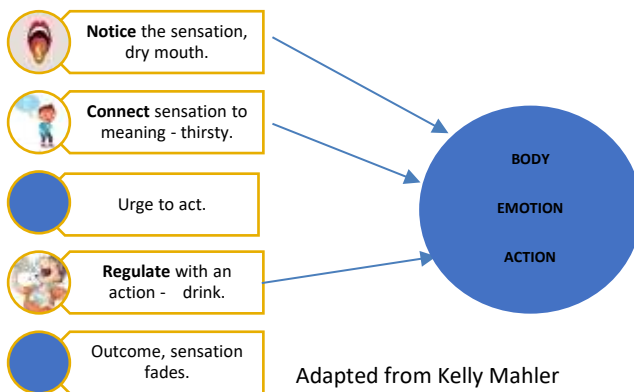 Notice the sensation,
dry mouth.
Connect sensation to
meaning - thirsty.
Urge to act.
Regulate with an
action - drink.
Outcome, sensation
fades.
BODY
EMOTION
ACTION
Adapted from Kelly Mahler